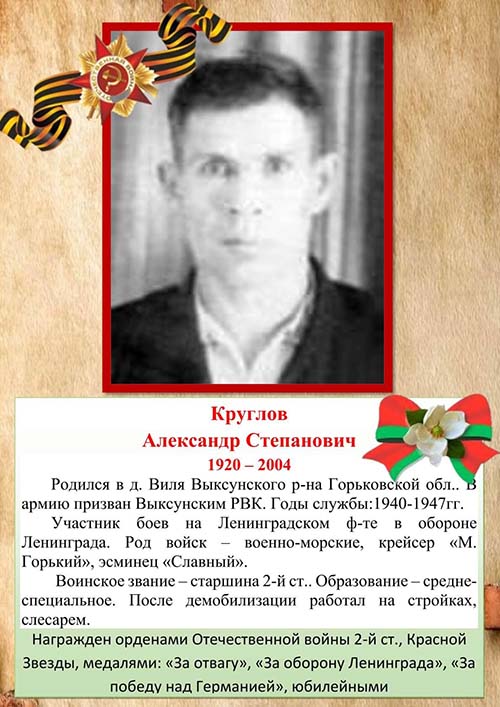 ОТЕЧЕСТВЕННАЯ ВОЙНА
Круглов
Александр Степанович
1920 – 2004
Родился в д. Виля Выксунского р-на Горьковской обл.. В
армию призван Выксунским РВК. Годы службы:1940-1947гг.
Участник боев на Ленинградском ф-те в обороне
Ленинграда. Род войск – военно-морские, крейсер «М.
Горький», эсминец «Славный».
Воинское звание – старшина 2-й ст.. Образование – средне-
специальное. После демобилизации работал на стройках,
слесарем.
Награжден орденами Отечественной войны 2-й ст., Красной
Звезды, медалями: «За отвагу», «За оборону Ленинграда», «За
победу над Германией», юбилейными